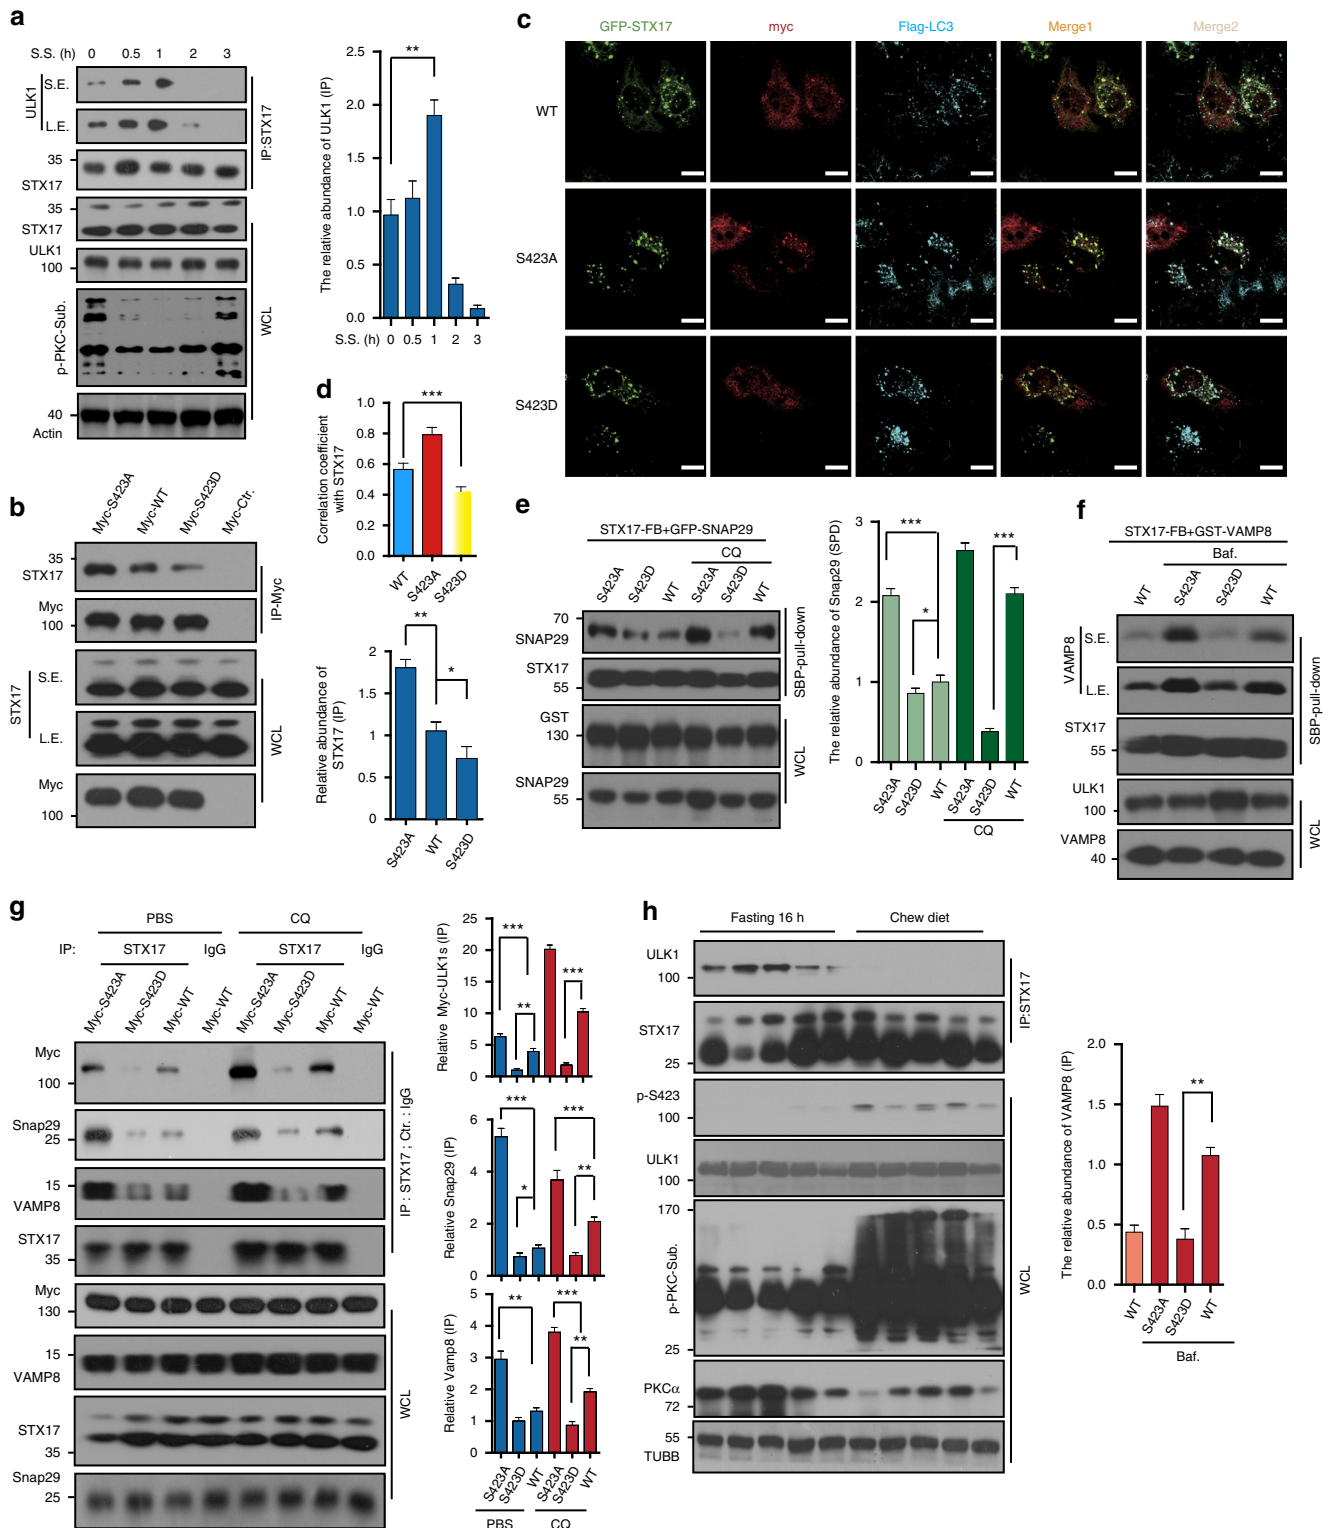 a
S.S. (h) 0 0.5 1 2 3
ULK1
S.E.
L.E.
35
STX17
IP:STX17
35
STX17
ULK1
100
p-PKC-Sub.
40
Actin
WCL
The relative abundance of ULK1 (IP)
2.5
2.0
1.5
1.0
0.5
0.0
**
S.S. (h) 0 0.5 1 2 3
b
Myc-S423A Myc-WT Myc-S423D Myc-Ctr.
35
STX17
Myc
100
IP-Myc
STX17
S.E.
L.E.
Myc
100
WCL
c
GFP-STX17 myc Flag-LC3 Merge1 Merge2
WT
S423A
S423D
d
Correlation coefficient
with STX17
1.0
0.8
0.6
0.4
0.2
0.0
***
WT S423A S423D
Relative abundance of
STX17 (IP)
2
1.5
1
0.5
0
**
*
S423A WT S423D
e
STX17-FB+GFP-SNAP29
CQ
S423A S423D WT S423A S423D WT
70
SNAP29
STX17
55
SBP-pull-down
GST
130
SNAP29
55
WCL
The relative abundance of Snap29 (SPD)
3
2
1
0
***
*
***
S423A S423D WT S423A S423D WT
CQ
f
STX17-FB+GST-VAMP8
Baf.
WT S423A S423D WT
VAMP8
S.E.
L.E.
STX17
55
SBP-pull-down
ULK1
100
VAMP8
40
WCL
g
PBS CQ
IP: STX17 IgG STX17 IgG
Myc-S423A Myc-S423D Myc-WT Myc-WT Myc-S423A Myc-S423D Myc-WT Myc-WT
Myc
100
Snap29
25
15
VAMP8
STX17
35
IP : STX17 ; Ctr. : IgG
Myc
130
15
VAMP8
STX17
35
Snap29
25
WCL
Relative Myc-ULK1s (IP)
25
20
15
10
5
0
***
**
***
Relative Snap29 (IP)
6
4
2
0
***
*
***
**
Relative Vamp8 (IP)
5
4
3
2
1
0
**
***
**
S423A S423D WT S423A S423D WT
PBS CQ
h
Fasting 16 h Chew diet
ULK1
100
STX17
25
IP:STX17
p-S423
100
ULK1
100
170
p-PKC-Sub.
25
PKCα
72
55
TUBB
WCL
The relative abundance of VAMP8 (IP)
2.0
1.5
1.0
0.5
0.0
**
WT S423A S423D WT
Baf.